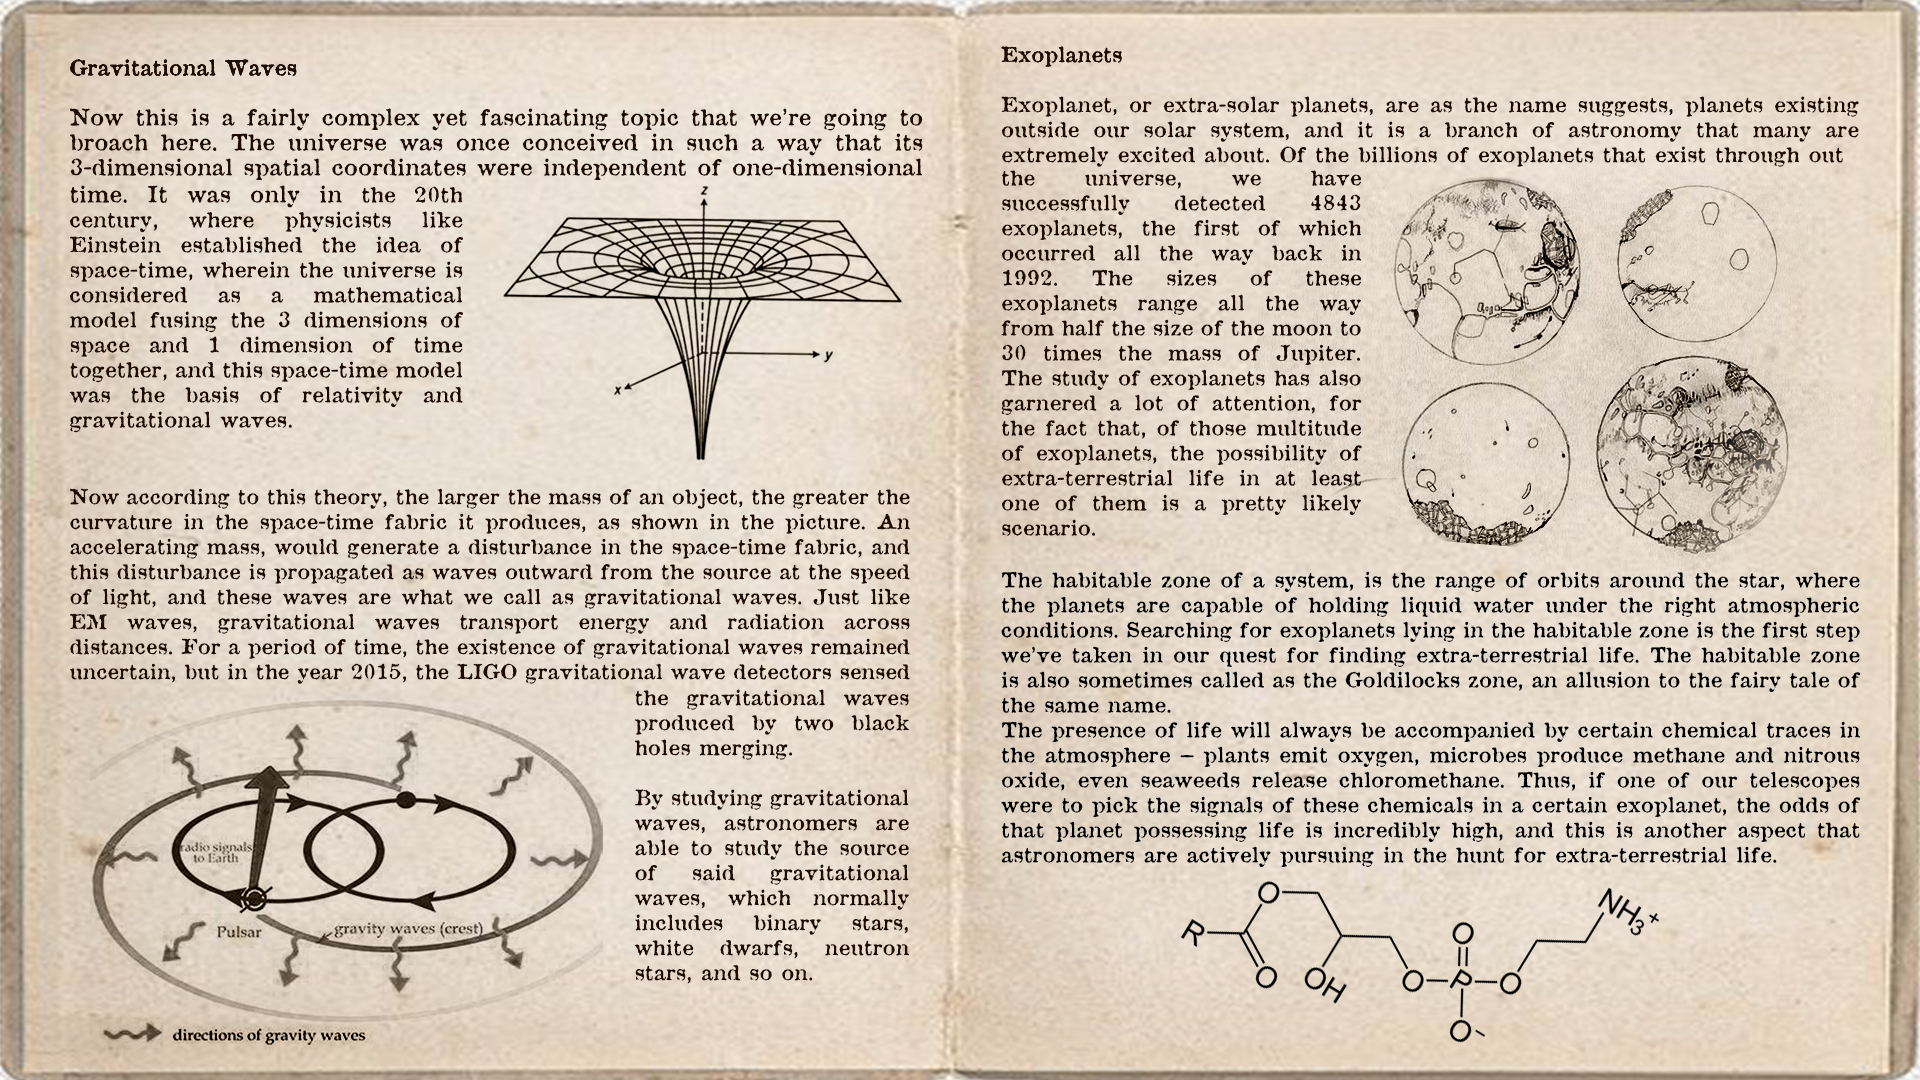 Gravitational Waves
Now this is a fairly complex yet fascinating topic that we're going to
broach here. The universe was once conceived in such a way that its
3-dimensional spatial coordinates were independent of one-dimensional
time. It was only in the 20th
century, where physicists like
Einstein established the idea of
space-time, wherein the universe is
considered as a mathematical
model fusing the 3 dimensions of
space and 1 dimension of time
together, and this space-time model
was the basis of relativity and
gravitational waves.
z
y
x
Now according to this theory, the larger the mass of an object, the greater the
curvature in the space-time fabric it produces, as shown in the picture. An
accelerating mass, would generate a disturbance in the space-time fabric, and
this disturbance is propagated as waves outward from the source at the speed
of light, and these waves are what we call as gravitational waves. Just like
EM waves, gravitational waves transport energy and radiation across
distances. For a period of time, the existence of gravitational waves remained
uncertain, but in the year 2015, the LIGO gravitational wave detectors sensed
the gravitational waves
produced by two black
holes merging.
By studying gravitational
waves, astronomers are
able to study the source
of said gravitational
waves, which normally
includes binary stars,
white dwarfs, neutron
stars, and so on.
radio signals
to Earth
Pulsar
gravity waves (crest)
directions of gravity waves
Exoplanets
Exoplanet, or extra-solar planets, are as the name suggests, planets existing
outside our solar system, and it is a branch of astronomy that many are
extremely excited about. Of the billions of exoplanets that exist through out
the universe, we have
successfully detected 4843
exoplanets, the first of which
occurred all the way back in
1992. The sizes of these
exoplanets range all the way
from half the size of the moon to
30 times the mass of Jupiter.
The study of exoplanets has also
garnered a lot of attention, for
the fact that, of those multitude
of exoplanets, the possibility of
extra-terrestrial life in at least
one of them is a pretty likely
scenario.
The habitable zone of a system, is the range of orbits around the star, where
the planets are capable of holding liquid water under the right atmospheric
conditions. Searching for exoplanets lying in the habitable zone is the first step
we've taken in our quest for finding extra-terrestrial life. The habitable zone
is also sometimes called as the Goldilocks zone, an allusion to the fairy tale of
the same name.
The presence of life will always be accompanied by certain chemical traces in
the atmosphere – plants emit oxygen, microbes produce methane and nitrous
oxide, even seaweeds release chloromethane. Thus, if one of our telescopes
were to pick the signals of these chemicals in a certain exoplanet, the odds of
that planet possessing life is incredibly high, and this is another aspect that
astronomers are actively pursuing in the hunt for extra-terrestrial life.
O
NH3+
R
O
O
OH
O
P
O
O-